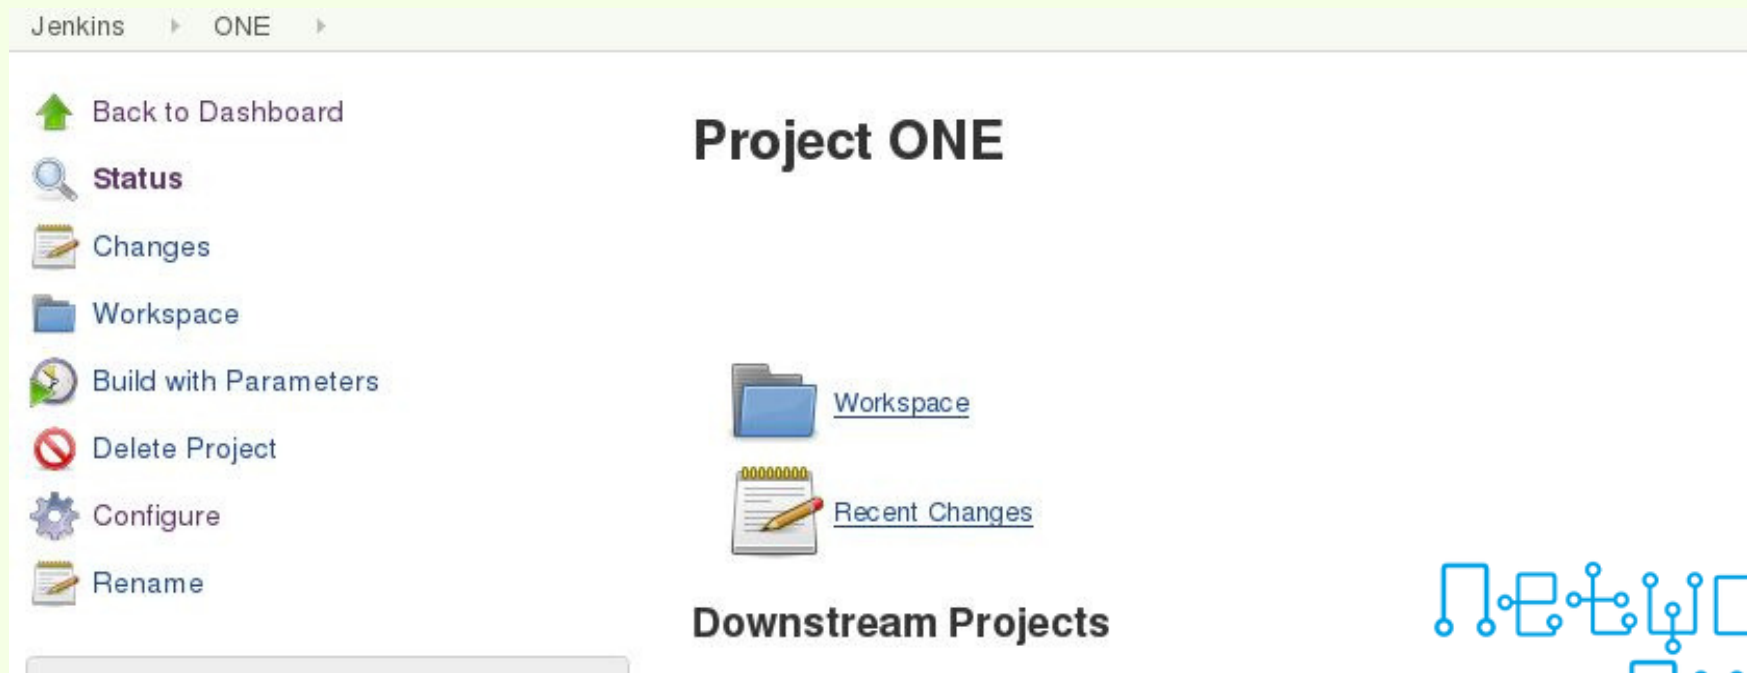 Jenkins ONE
Back to Dashboard
Status
Changes
Workspace
Build with Parameters
Delete Project
Configure
Rename
Project ONE
Workspace
Recent Changes
Downstream Projects